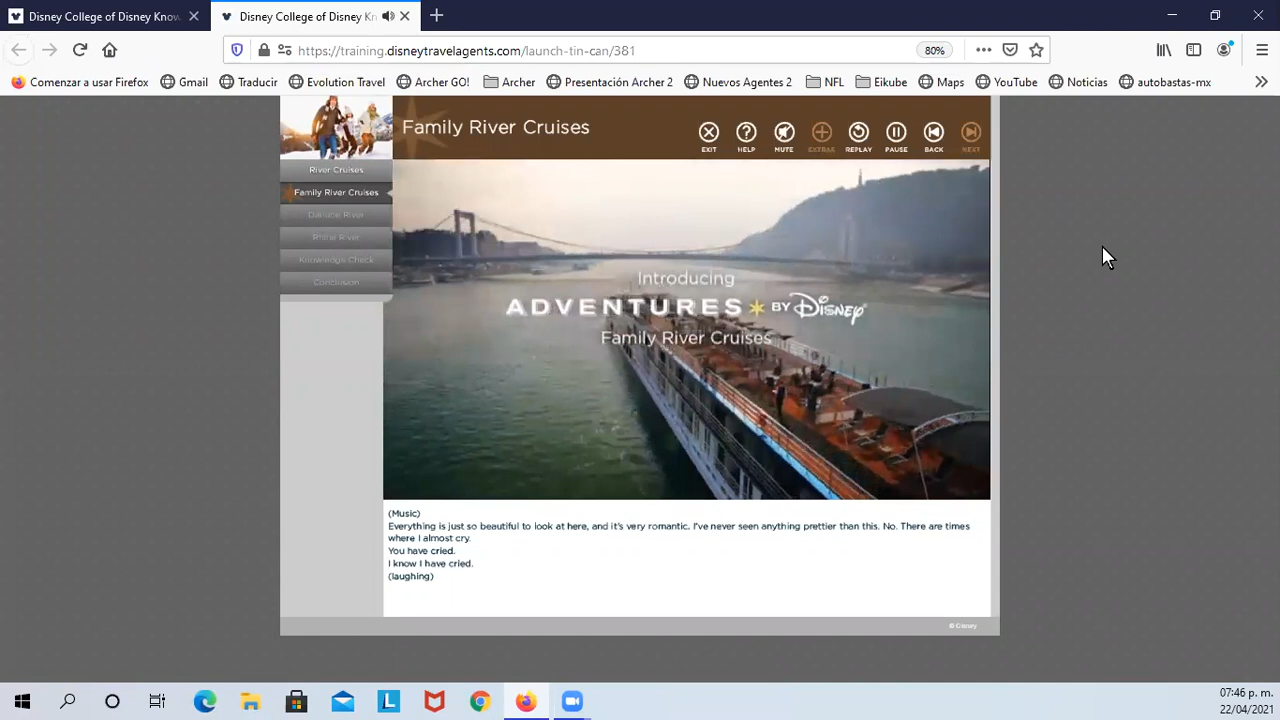 Disney College of Disney Know
Disney College of Disney Kn
https://training.disneytravelagents.com/launch-tin-can/381
80%
Comenzar a usar Firefox
Gmail
Traducir
Evolution Travel
Archer GO!
Archer
Presentación Archer 2
Nuevos Agentes 2
NFL
Eikube
Maps
YouTube
Noticias
autobastas-mx
Family River Cruises
EXIT
HELP
MUTE
EXTRAS
REPLAY
PAUSE
BACK
NEXT
River Cruises
Family River Cruises
Danube River
Rhine River
Knowledge Check
Conclusion
Introducing
ADVENTURES BY Disney
Family River Cruises
(Music)
Everything is just so beautiful to look at here, and it's very romantic. I've never seen anything prettier than this. No. There are times
where I almost cry.
You have cried.
I know I have cried.
(laughing)
© Disney
07:46 p. m.
22/04/2021